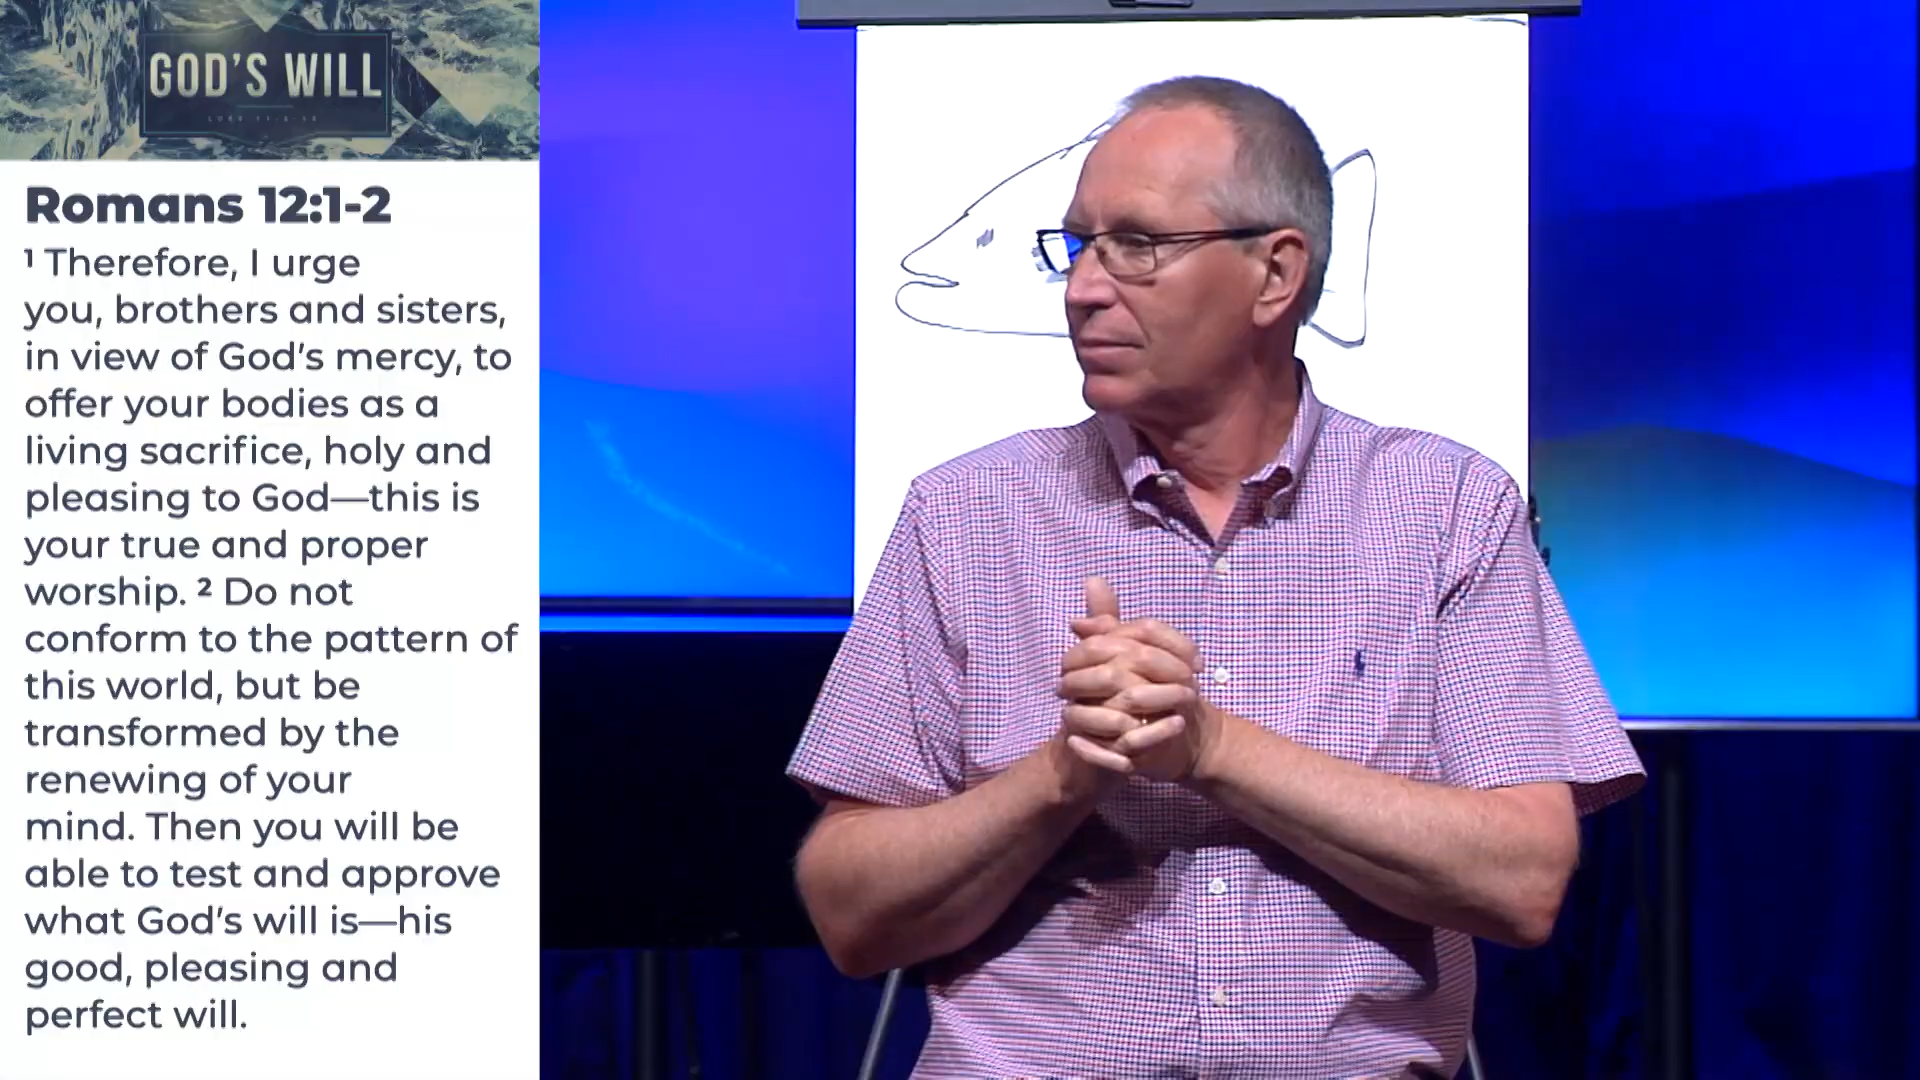 GOD'S WILL
Romans 12:1-2
¹ Therefore, I urge
you, brothers and sisters,
in view of God's mercy, to
offer your bodies as a
living sacrifice, holy and
pleasing to God—this is
your true and proper
worship. ² Do not
conform to the pattern of
this world, but be
transformed by the
renewing of your
mind. Then you will be
able to test and approve
what God's will is—his
good, pleasing and
perfect will.